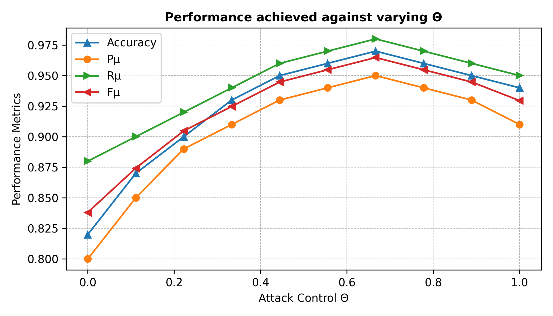 Performance achieved against varying Θ
Accuracy
Pμ
Rμ
Fμ
Performance Metrics
0.975
0.950
0.925
0.900
0.875
0.850
0.825
0.800
0.0 0.2 0.4 0.6 0.8 1.0
Attack Control Θ